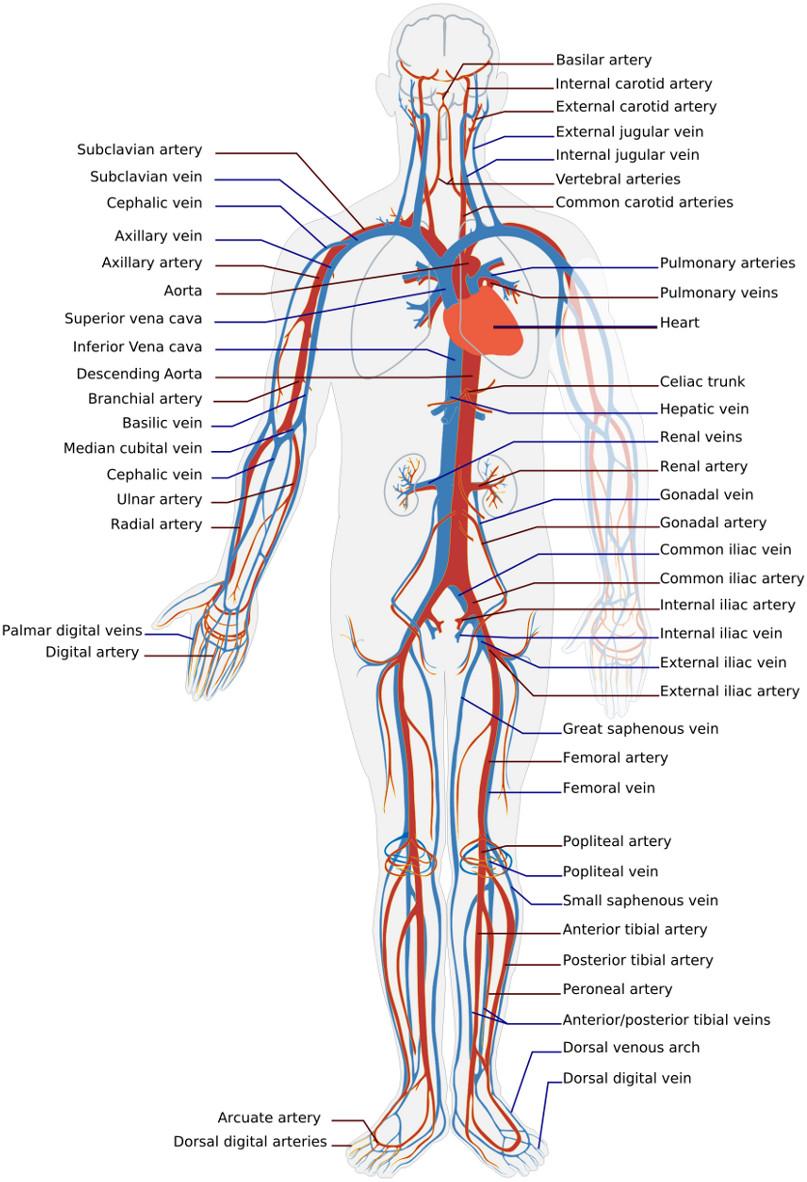 Basilar artery
Internal carotid artery
External carotid artery
External jugular vein
Internal jugular vein
Vertebral arteries
Common carotid arteries
Subclavian artery
Subclavian vein
Cephalic vein
Axillary vein
Axillary artery
Aorta
Superior vena cava
Inferior Vena cava
Descending Aorta
Branchial artery
Basilic vein
Median cubital vein
Cephalic vein
Ulnar artery
Radial artery
Palmar digital veins
Digital artery
Pulmonary arteries
Pulmonary veins
Heart
Celiac trunk
Hepatic vein
Renal veins
Renal artery
Gonadal vein
Gonadal artery
Common iliac vein
Common iliac artery
Internal iliac artery
Internal iliac vein
External iliac vein
External iliac artery
Great saphenous vein
Femoral artery
Femoral vein
Popliteal artery
Popliteal vein
Small saphenous vein
Anterior tibial artery
Posterior tibial artery
Peroneal artery
Anterior/posterior tibial veins
Dorsal venous arch
Dorsal digital vein
Arcuate artery
Dorsal digital arteries